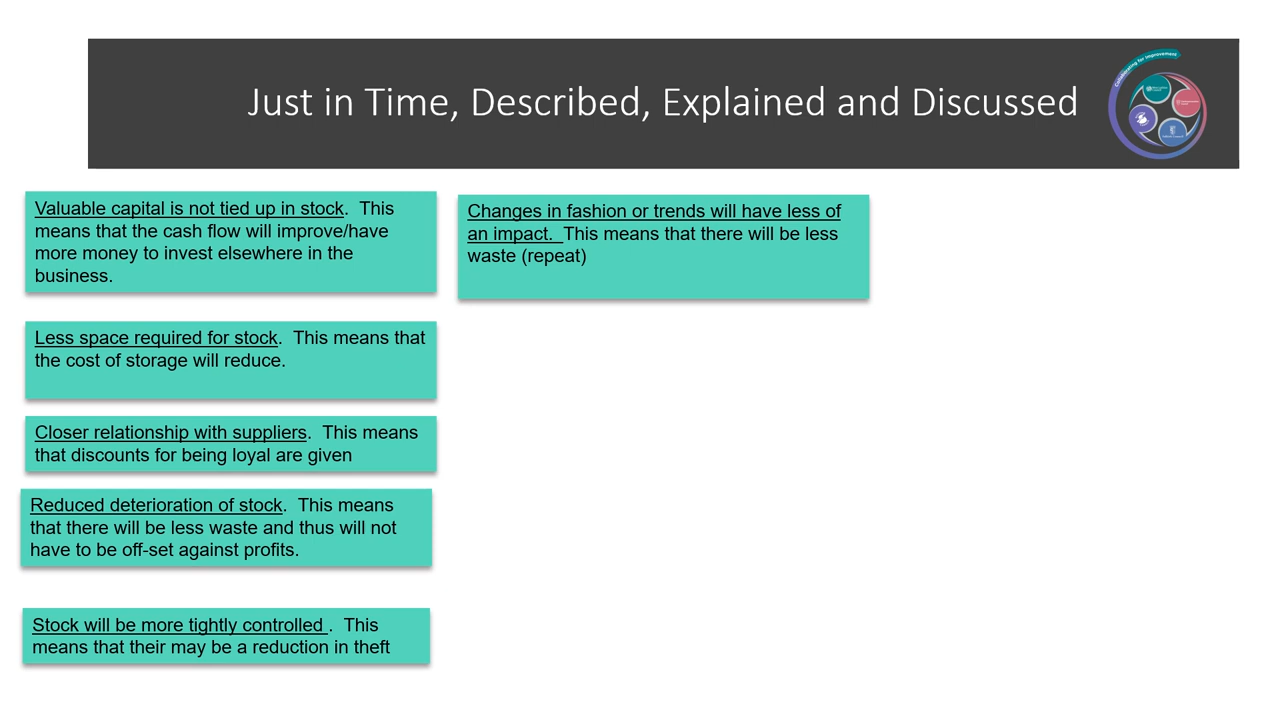 Just in Time, Described, Explained and Discussed
Collaborating for Improvement
Valuable capital is not tied up in stock.  This
means that the cash flow will improve/have
more money to invest elsewhere in the
business.
Less space required for stock.  This means that
the cost of storage will reduce.
Closer relationship with suppliers.  This means
that discounts for being loyal are given
Reduced deterioration of stock.  This means
that there will be less waste and thus will not
have to be off-set against profits.
Stock will be more tightly controlled .  This
means that their may be a reduction in theft
Changes in fashion or trends will have less of
an impact.  This means that there will be less
waste (repeat)